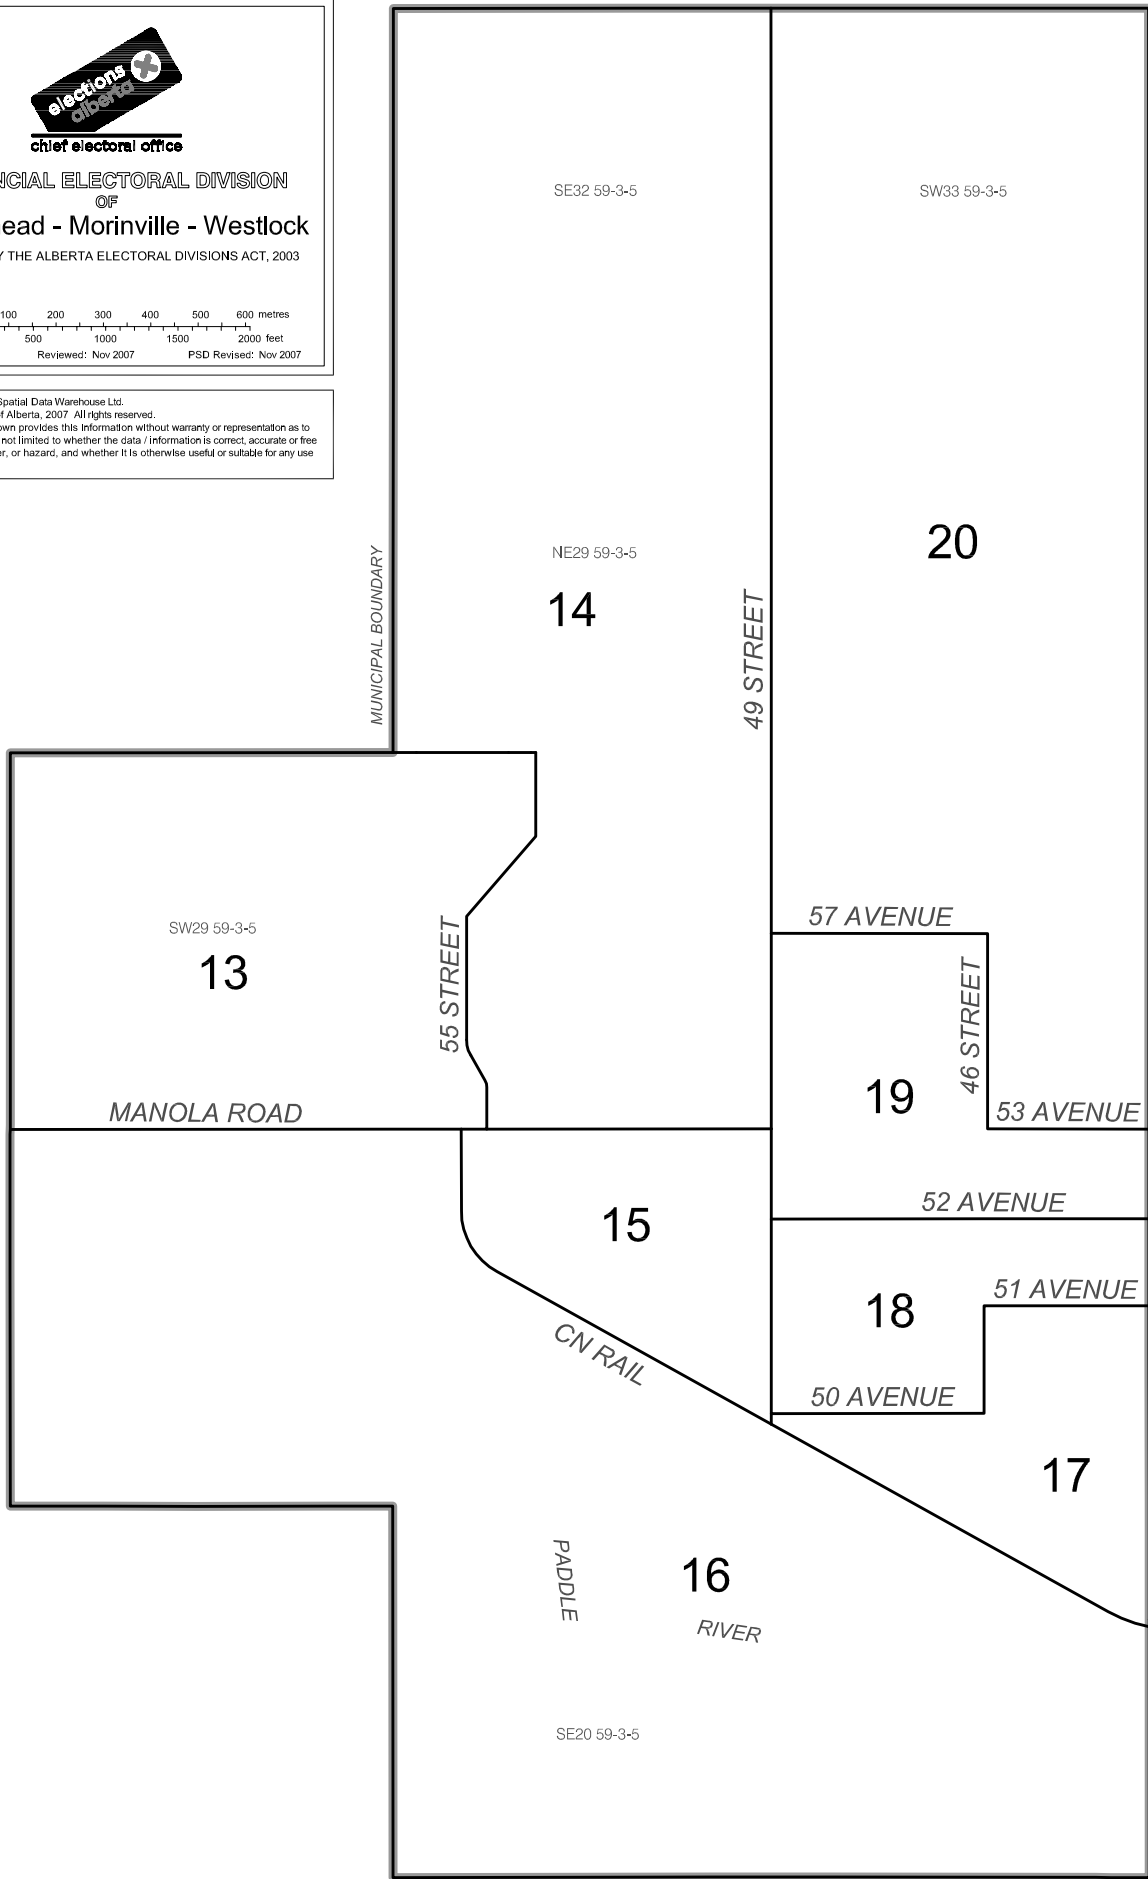 elections
alberta
chief electoral office
NCIAL ELECTORAL DIVISION
OF
ead - Morinville - Westlock
Y THE ALBERTA ELECTORAL DIVISIONS ACT, 2003
100 200 300 400 500 600 metres
500 1000 1500 2000 feet
Reviewed: Nov 2007 PSD Revised: Nov 2007
Spatial Data Warehouse Ltd.
f Alberta, 2007 All rights reserved.
own provides this information without warranty or representation as to
not limited to whether the data / information is correct, accurate or free
er, or hazard, and whether it is otherwise useful or suitable for any use
SE32 59-3-5
SW33 59-3-5
20
NE29 59-3-5
14
MUNICIPAL BOUNDARY
49 STREET
57 AVENUE
SW29 59-3-5
13
55 STREET
46 STREET
19
MANOLA ROAD
53 AVENUE
52 AVENUE
15
51 AVENUE
18
CN RAIL
50 AVENUE
17
PADDLE
16
RIVER
SE20 59-3-5